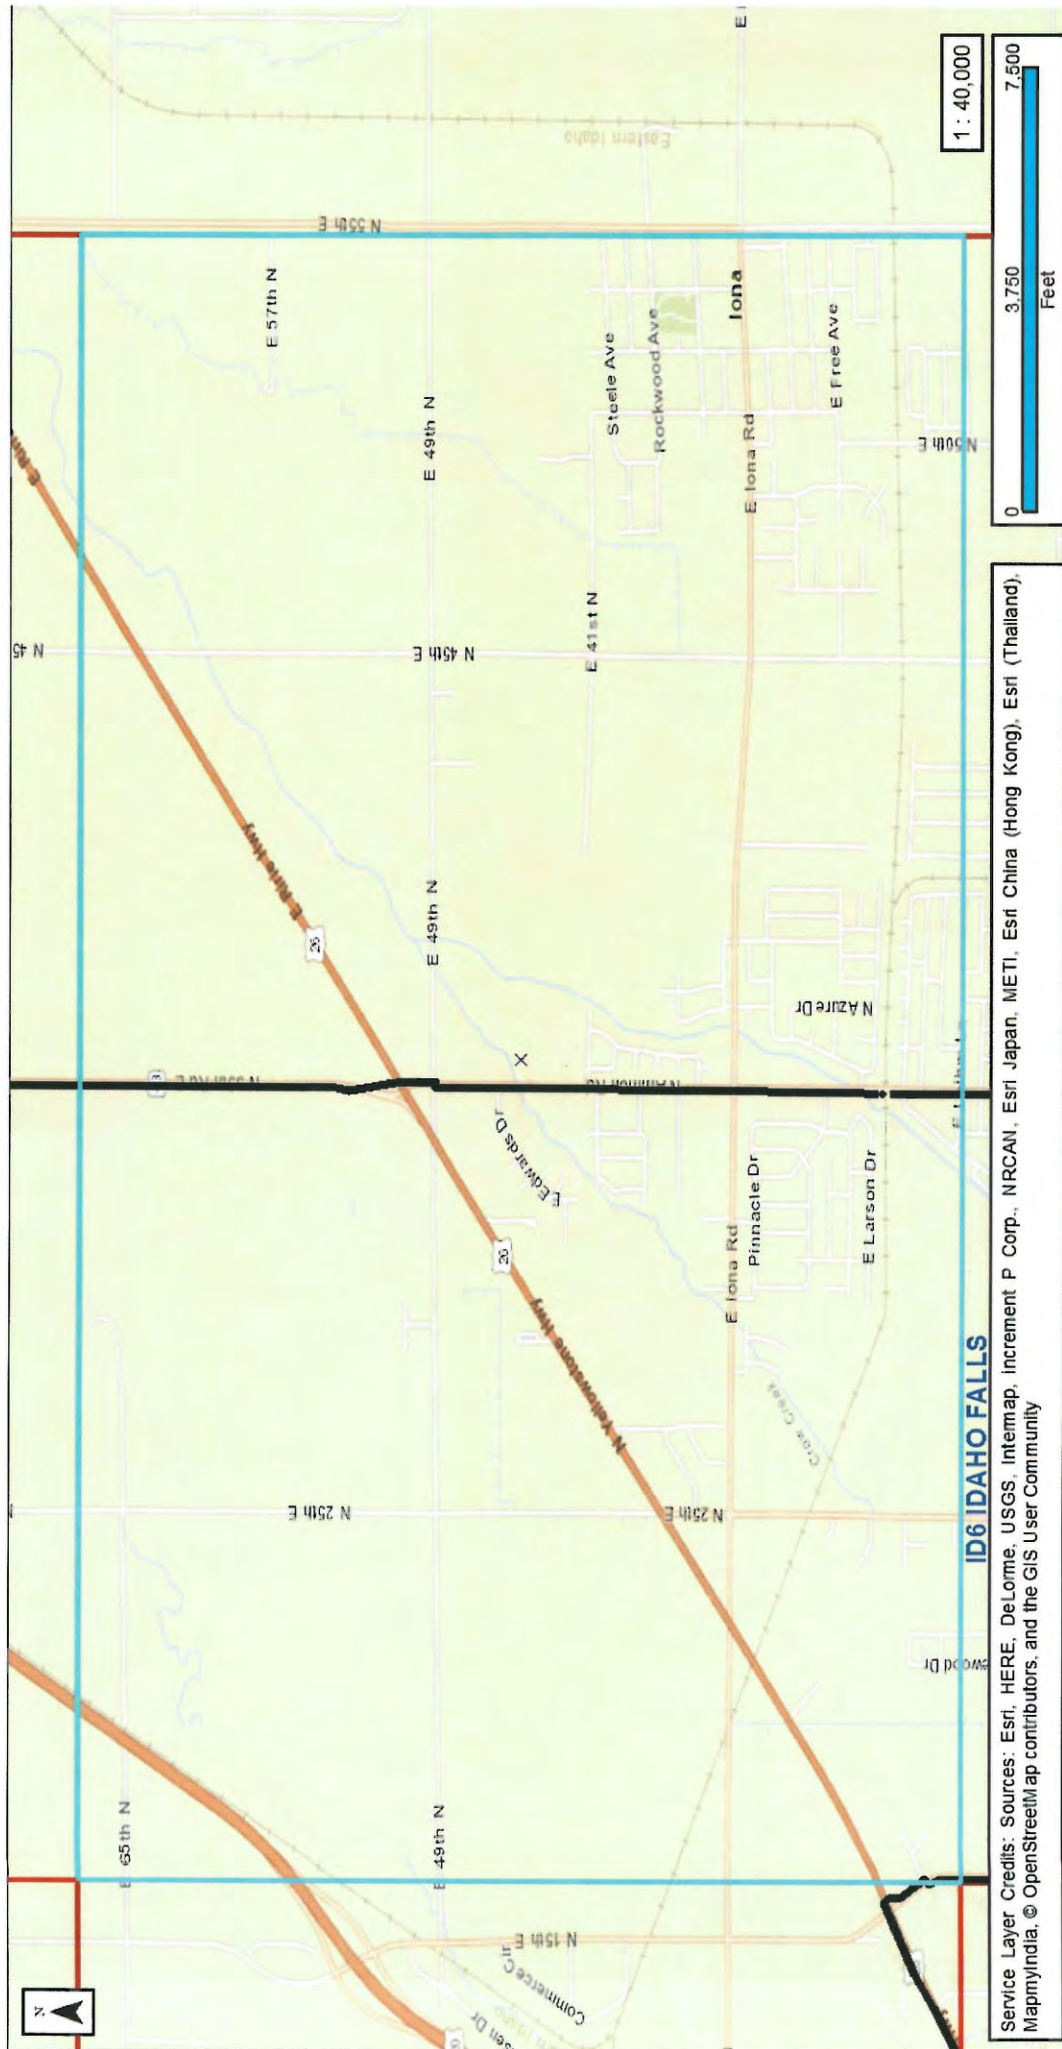 N
E 65th N
E 49th N
N 15th E
Commerce Cir
N 25th E
N 25th E
N Yellowstone Hwy
26
E Edwards Dr
E Iona Rd
Pinnacle Dr
E Larson Dr
Crow Creek
ID6 IDAHO FALLS
26
E Ririe Hwy
E 49th N
N Azure Dr
N 45
N 45th E
E 41st N
E 49th N
E 57th N
N 55th E
Steele Ave
Rockwood Ave
Iona
E Iona Rd
E Free Ave
N 50th E
Eastern Idaho
1 : 40,000
0 3,750 7,500
Feet
Service Layer Credits: Sources: Esri, HERE, DeLorme, USGS, Intermap, increment P Corp., NRCAN, Esri Japan, METI, Esri China (Hong Kong), Esri (Thailand),
MapmyIndia, © OpenStreetMap contributors, and the GIS User Community